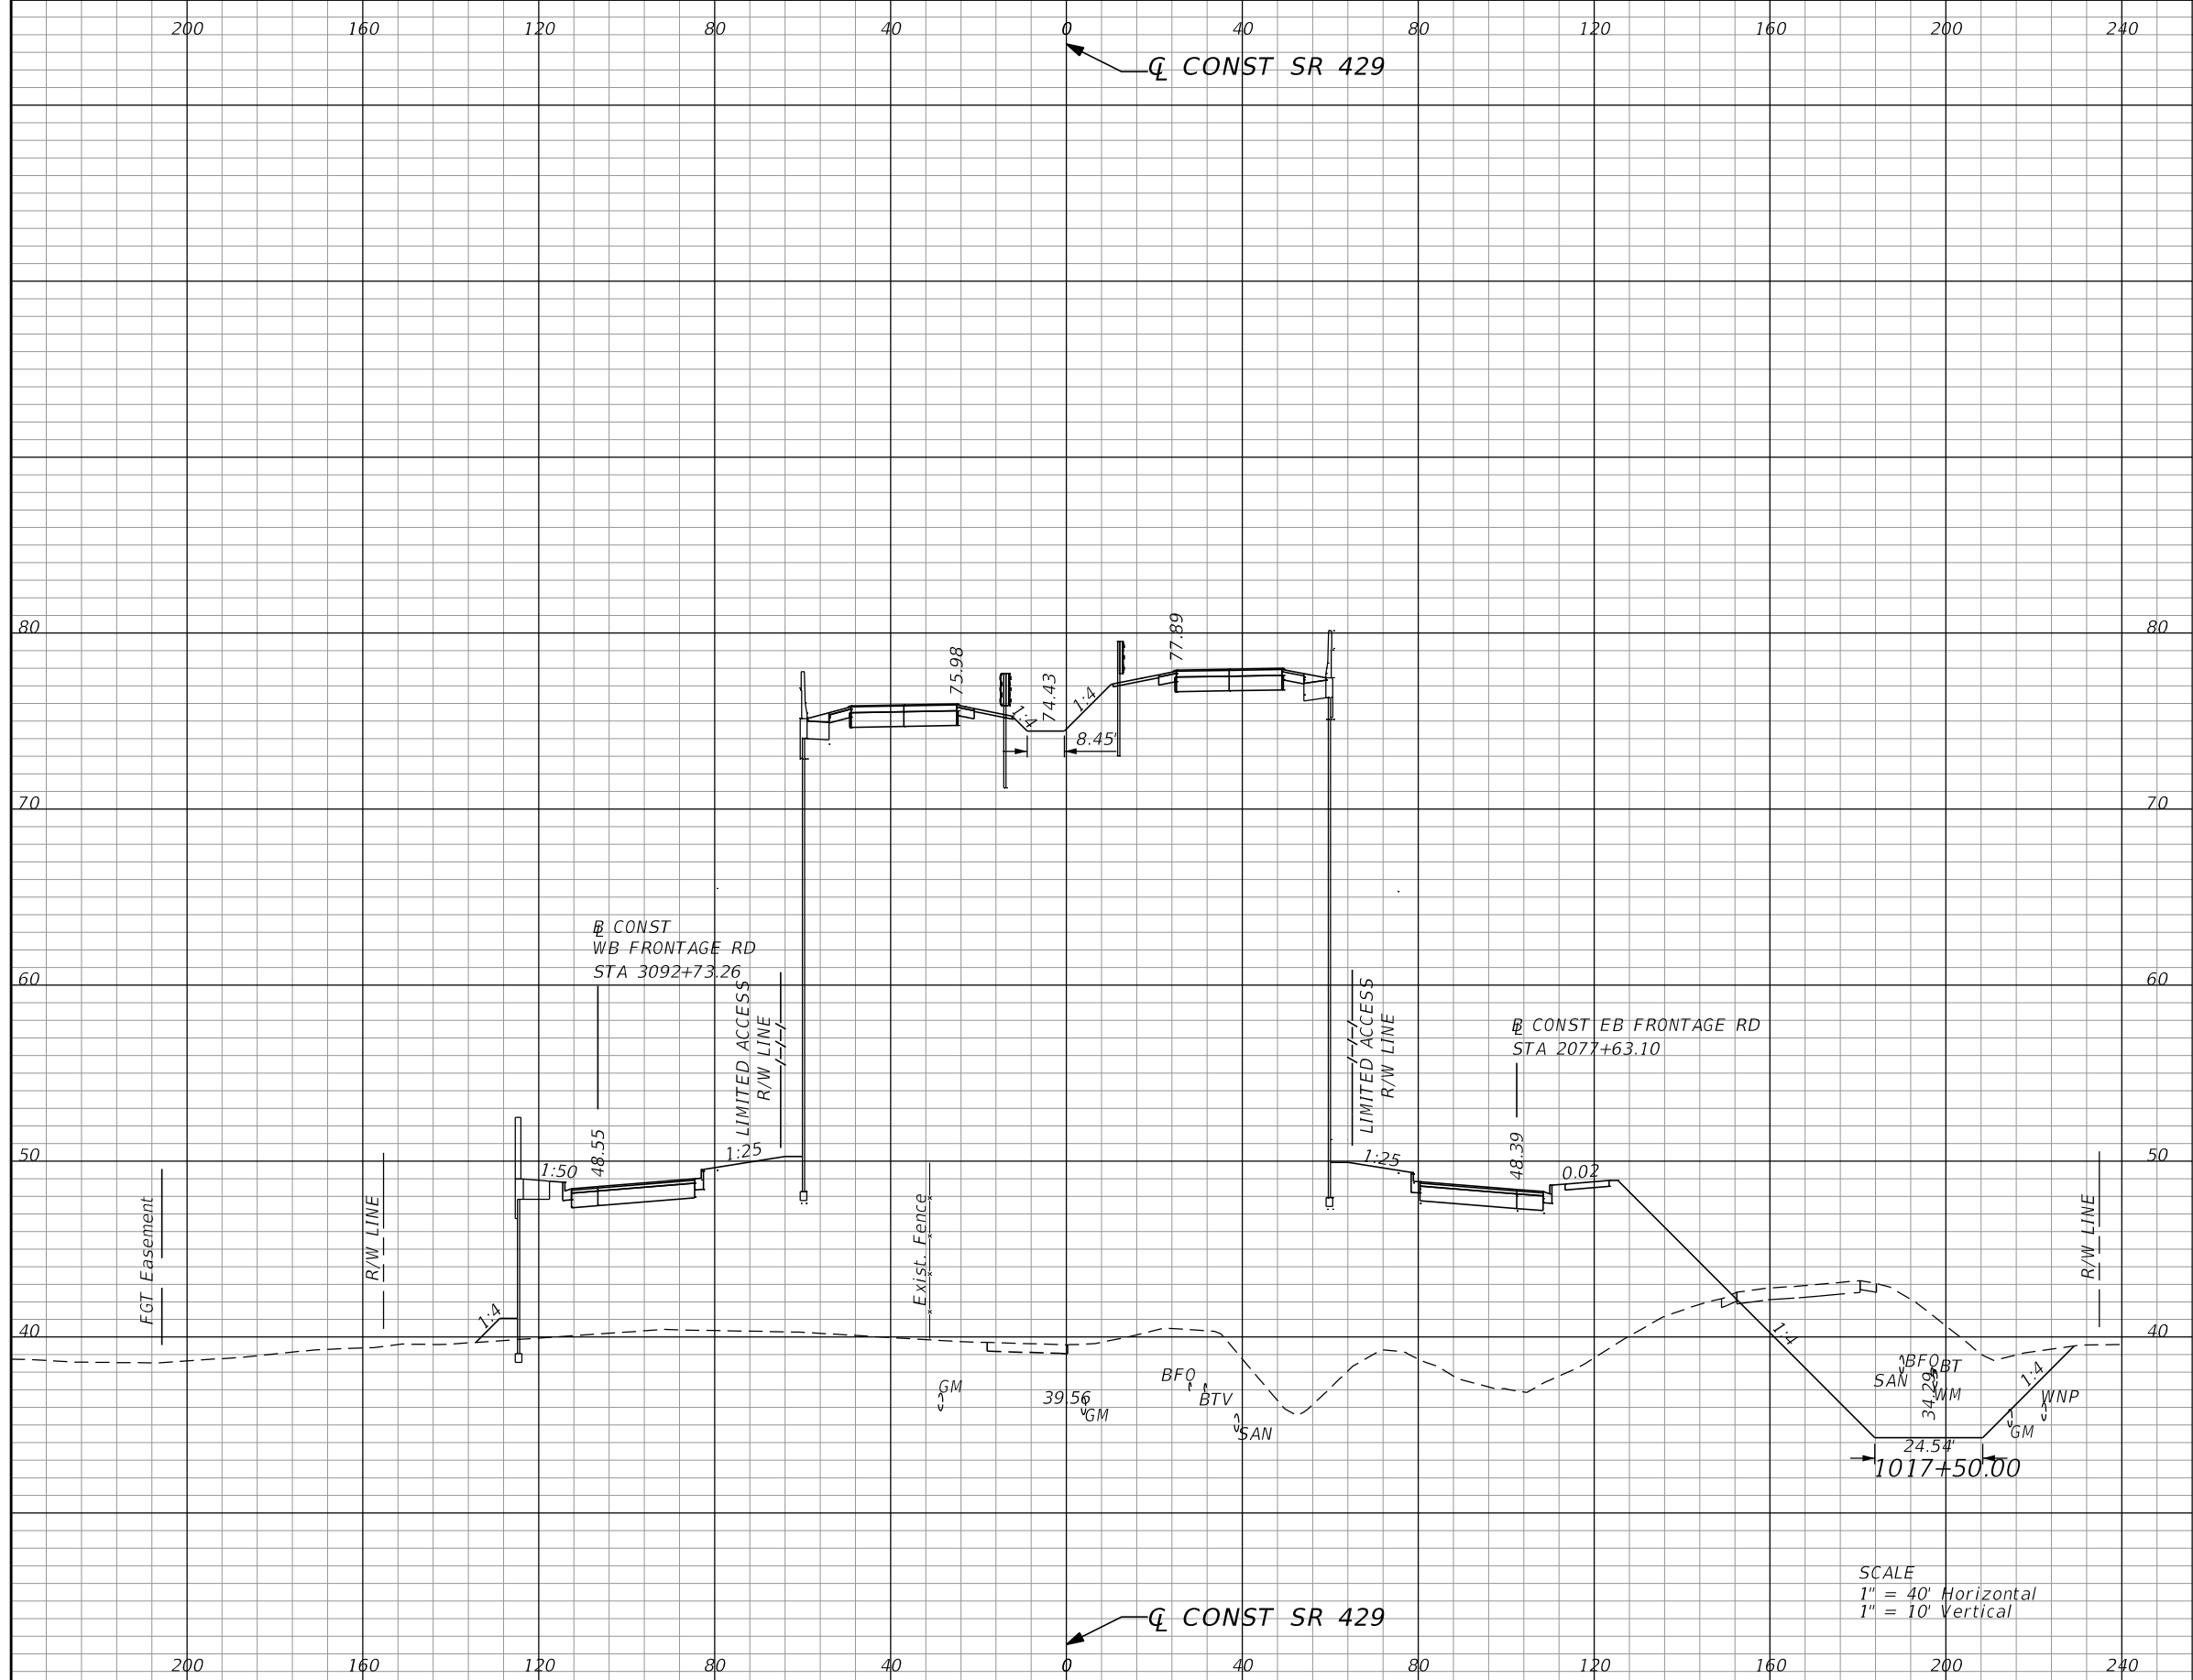 200 160 120 80 40 0 40 80 120 160 200 240
℄ CONST SR 429
80 80
77.89
75.98
74.43
1:4
1:4
8.45'
70 70
℄ CONST
WB FRONTAGE RD
STA 3092+73.26
60 60
LIMITED ACCESS
R/W LINE
LIMITED ACCESS
R/W LINE
℄ CONST EB FRONTAGE RD
STA 2077+63.10
50 50
1:50
48.55
1:25
1:25
48.39
0.02
FGT Easement
R/W LINE
Exist. Fence
R/W LINE
40 40
1:4
1:4
GM
39.56
GM
BFO
BTV
SAN
BFO
BT
SAN
34.29
WM
1:4
WNP
GM
24.54'
1017+50.00
SCALE
1" = 40' Horizontal
1" = 10' Vertical
℄ CONST SR 429
200 160 120 80 40 0 40 80 120 160 200 240